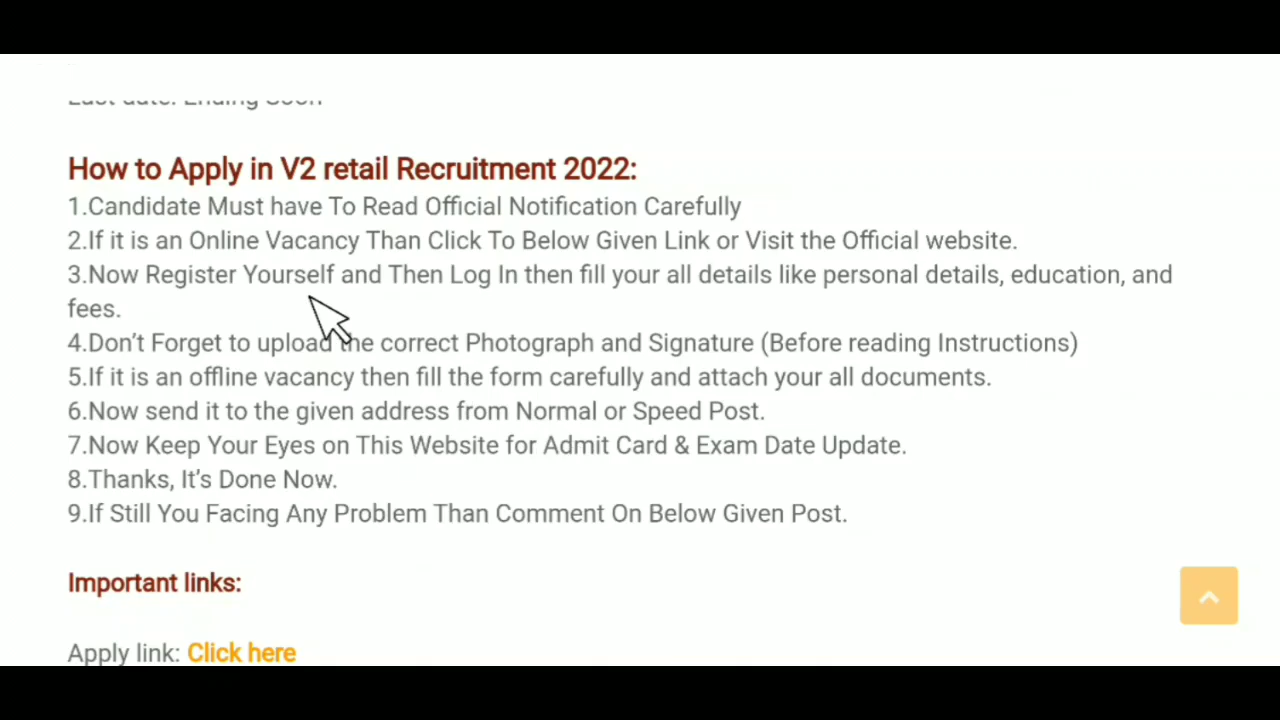 Last date: Ending Soon
How to Apply in V2 retail Recruitment 2022:
1.Candidate Must have To Read Official Notification Carefully
2.If it is an Online Vacancy Than Click To Below Given Link or Visit the Official website.
3.Now Register Yourself and Then Log In then fill your all details like personal details, education, and
fees.
4.Don’t Forget to upload the correct Photograph and Signature (Before reading Instructions)
5.If it is an offline vacancy then fill the form carefully and attach your all documents.
6.Now send it to the given address from Normal or Speed Post.
7.Now Keep Your Eyes on This Website for Admit Card & Exam Date Update.
8.Thanks, It’s Done Now.
9.If Still You Facing Any Problem Than Comment On Below Given Post.
Important links:
Apply link: Click here